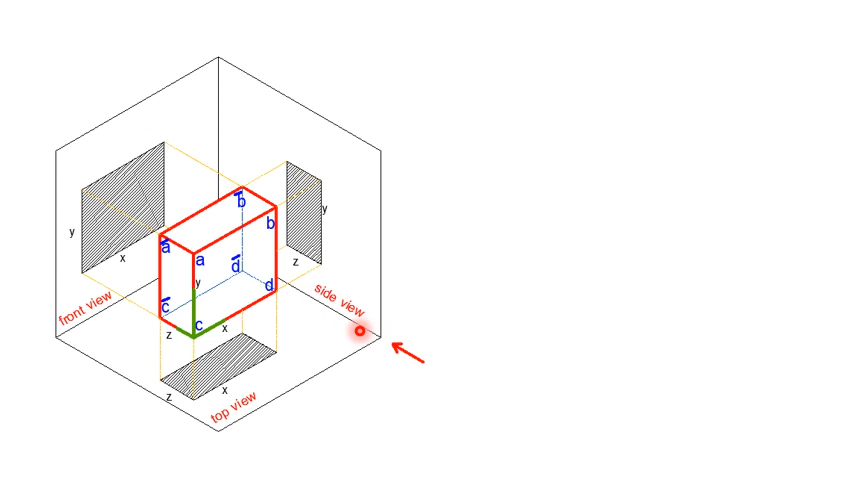 b̄
b
y
y
ā
a
x
d̄
z
y
d
c̄
front view
side view
c
x
z
x
z
top view